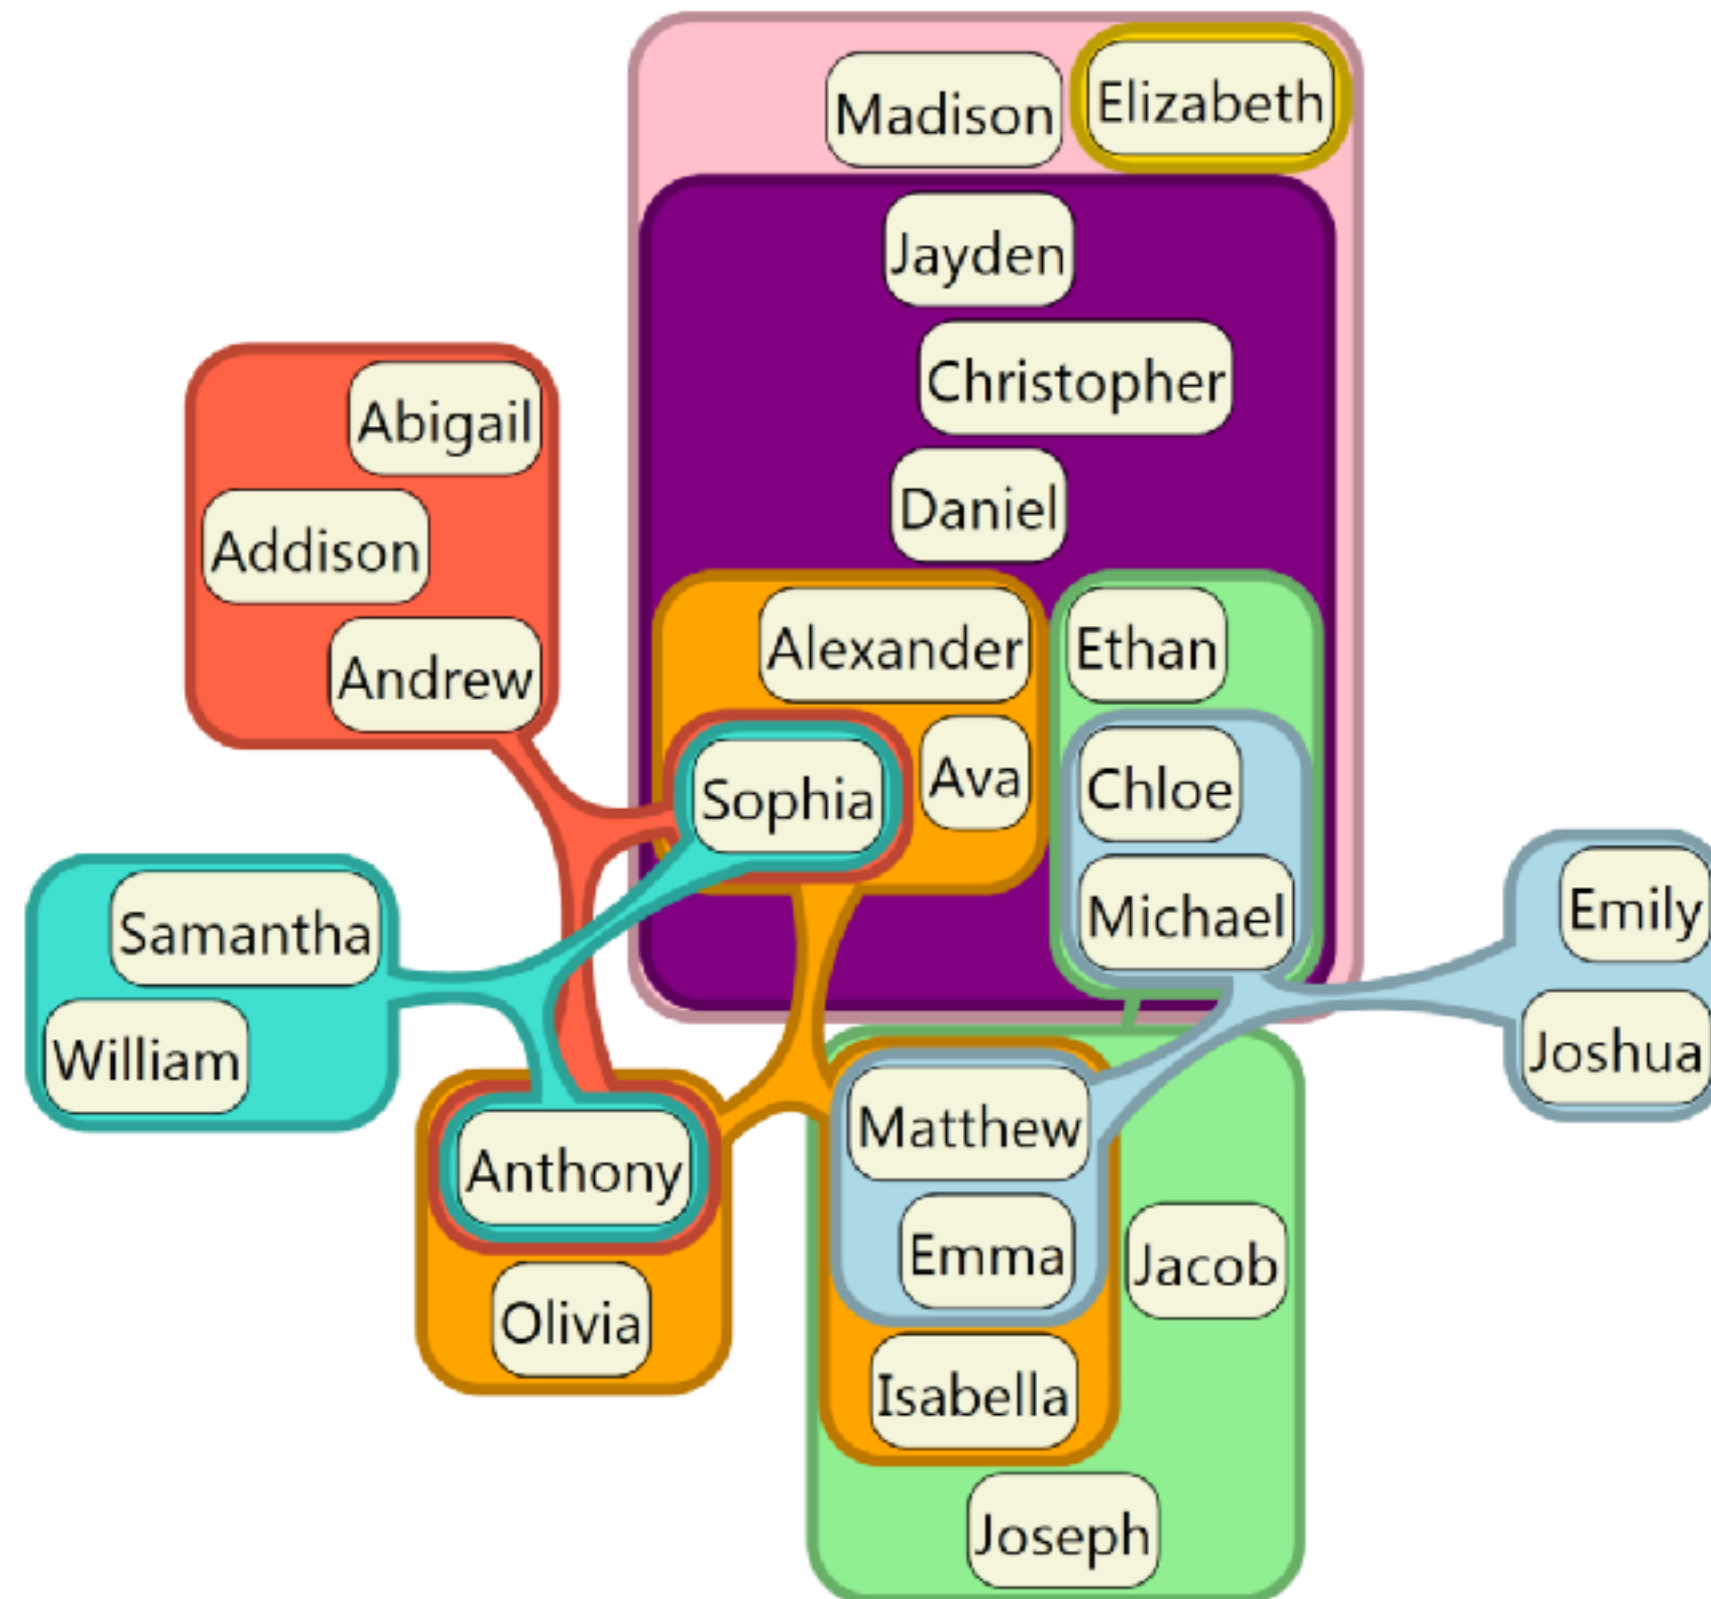 Madison
Elizabeth
Jayden
Christopher
Abigail
Daniel
Addison
Alexander
Ethan
Andrew
Sophia
Ava
Chloe
Samantha
Michael
Emily
William
Joshua
Anthony
Matthew
Emma
Jacob
Olivia
Isabella
Joseph